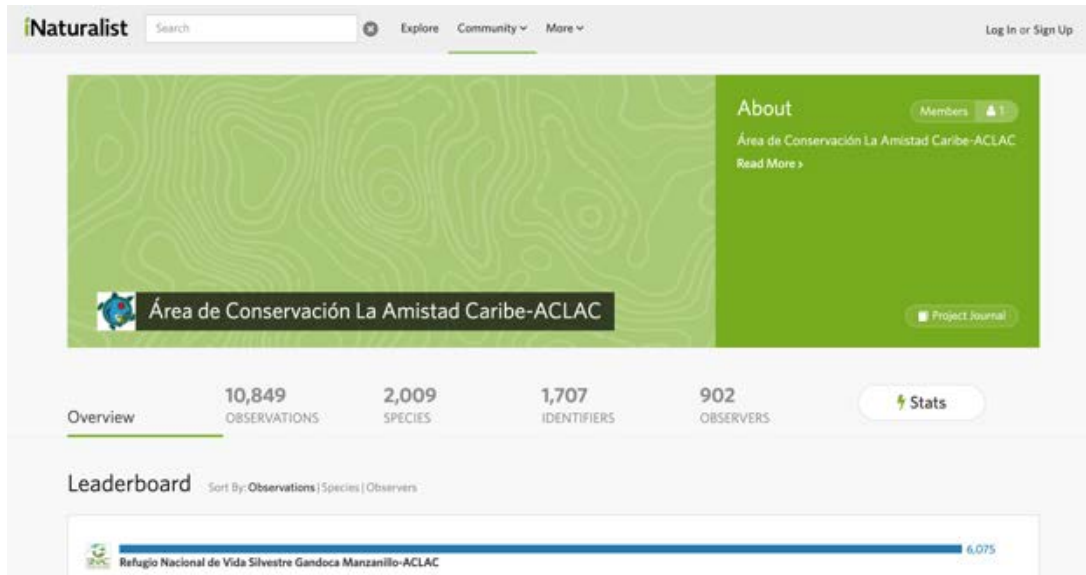 iNaturalist Search Explore Community More Log In or Sign Up
About Members 1
Área de Conservación La Amistad Caribe-ACLAC
Read More >
Área de Conservación La Amistad Caribe-ACLAC
Project Journal
Overview
10,849
OBSERVATIONS
2,009
SPECIES
1,707
IDENTIFIERS
902
OBSERVERS
Stats
Leaderboard Sort By: Observations | Species | Observers
6,075
Refugio Nacional de Vida Silvestre Gandoca Manzanillo-ACLAC